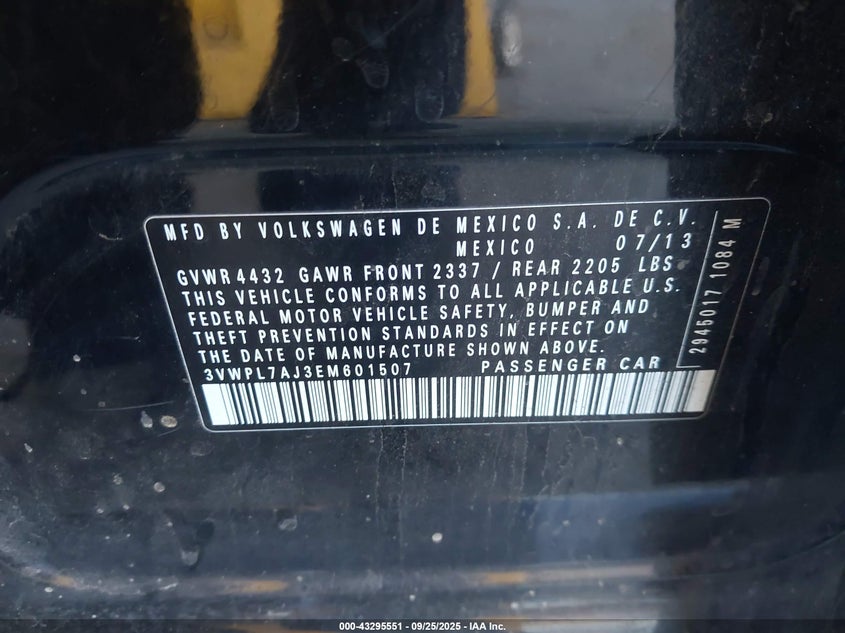 MFD BY VOLKSWAGEN DE MEXICO S.A. DE C.V.
MEXICO 07/13
GVWR 4432 GAWR FRONT 2337 / REAR 2205 LBS
THIS VEHICLE CONFORMS TO ALL APPLICABLE U.S.
FEDERAL MOTOR VEHICLE SAFETY, BUMPER AND
THEFT PREVENTION STANDARDS IN EFFECT ON
THE DATE OF MANUFACTURE SHOWN ABOVE.
3VWPL7AJ3EM601507 PASSENGER CAR
2945017 1084 M
000-43295551 - 09/25/2025 - IAA Inc.